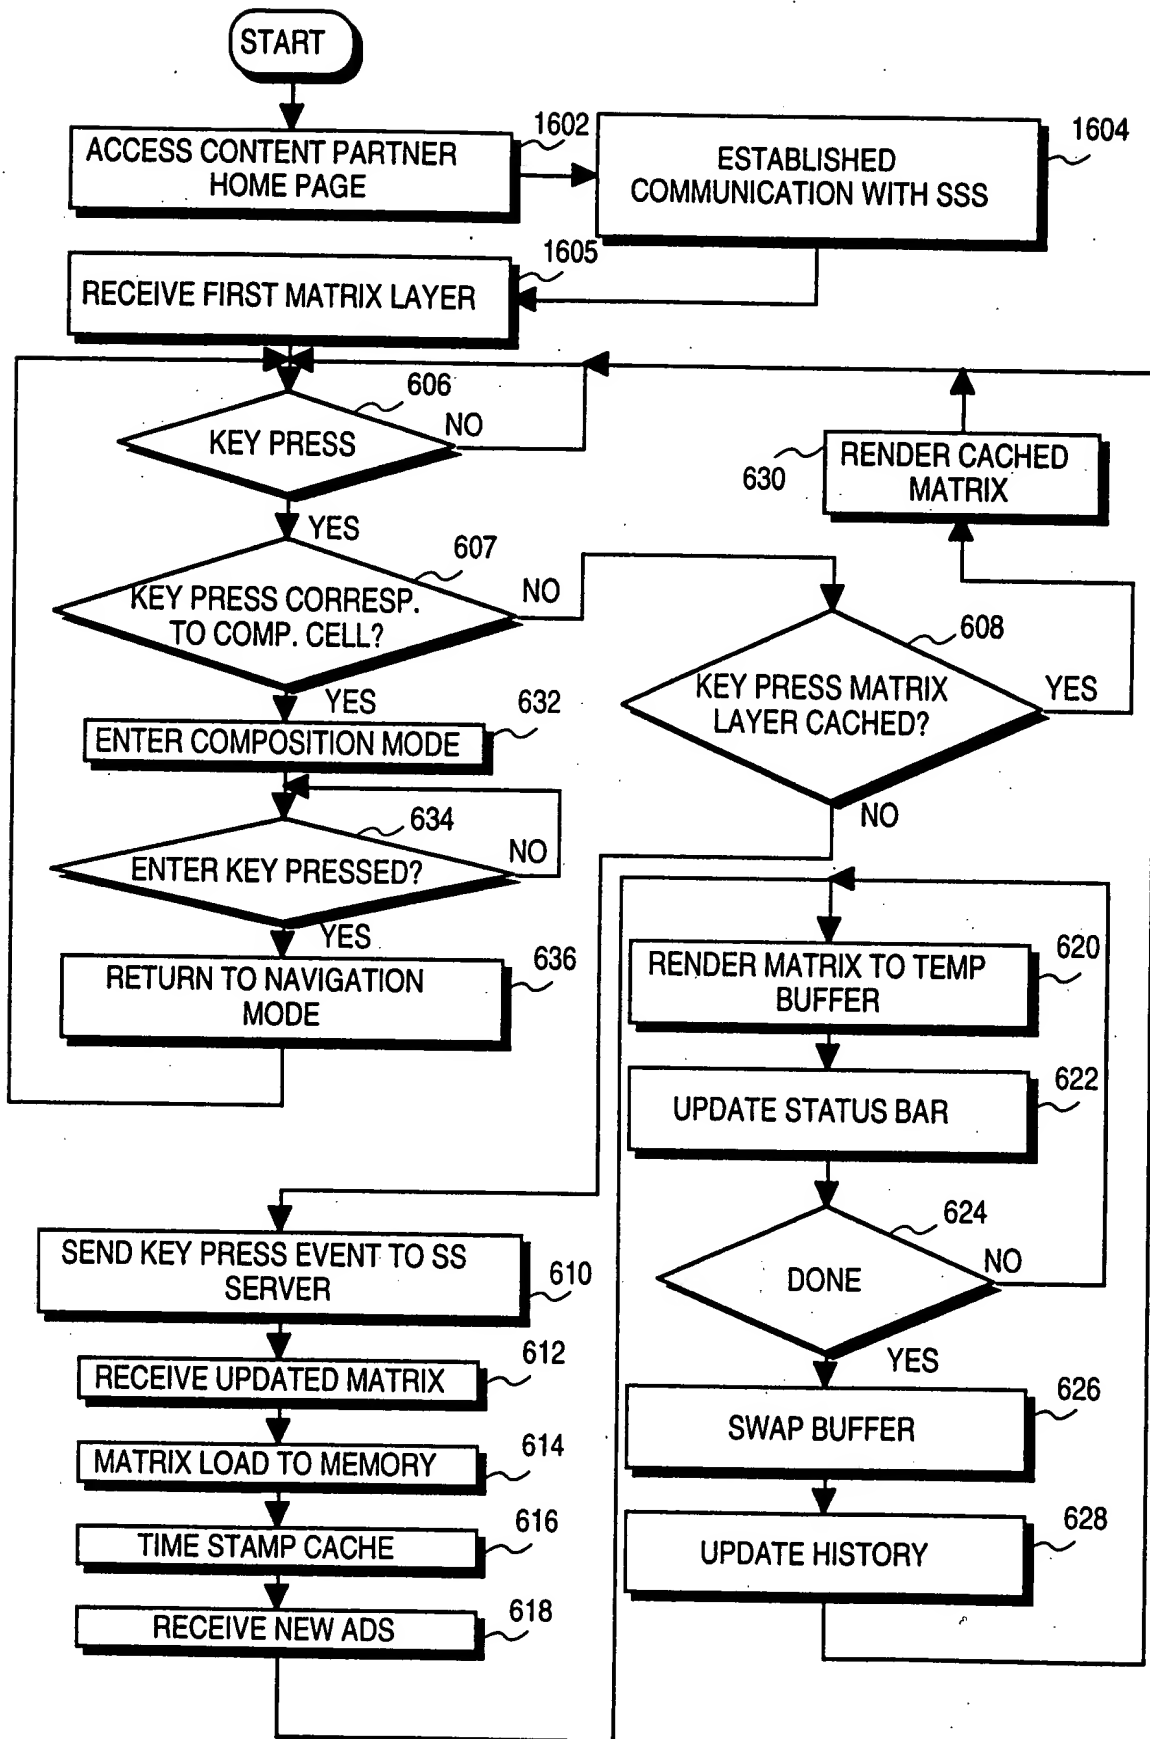 START
1602
ACCESS CONTENT PARTNER
HOME PAGE
1604
ESTABLISHED
COMMUNICATION WITH SSS
1605
RECEIVE FIRST MATRIX LAYER
606
KEY PRESS
NO
YES
607
KEY PRESS CORRESP.
TO COMP. CELL?
NO
YES
630
RENDER CACHED
MATRIX
608
KEY PRESS MATRIX
LAYER CACHED?
YES
NO
632
ENTER COMPOSITION MODE
634
ENTER KEY PRESSED?
NO
YES
636
RETURN TO NAVIGATION
MODE
620
RENDER MATRIX TO TEMP
BUFFER
622
UPDATE STATUS BAR
624
DONE
NO
YES
626
SWAP BUFFER
628
UPDATE HISTORY
SEND KEY PRESS EVENT TO SS
SERVER
610
612
RECEIVE UPDATED MATRIX
614
MATRIX LOAD TO MEMORY
616
TIME STAMP CACHE
618
RECEIVE NEW ADS